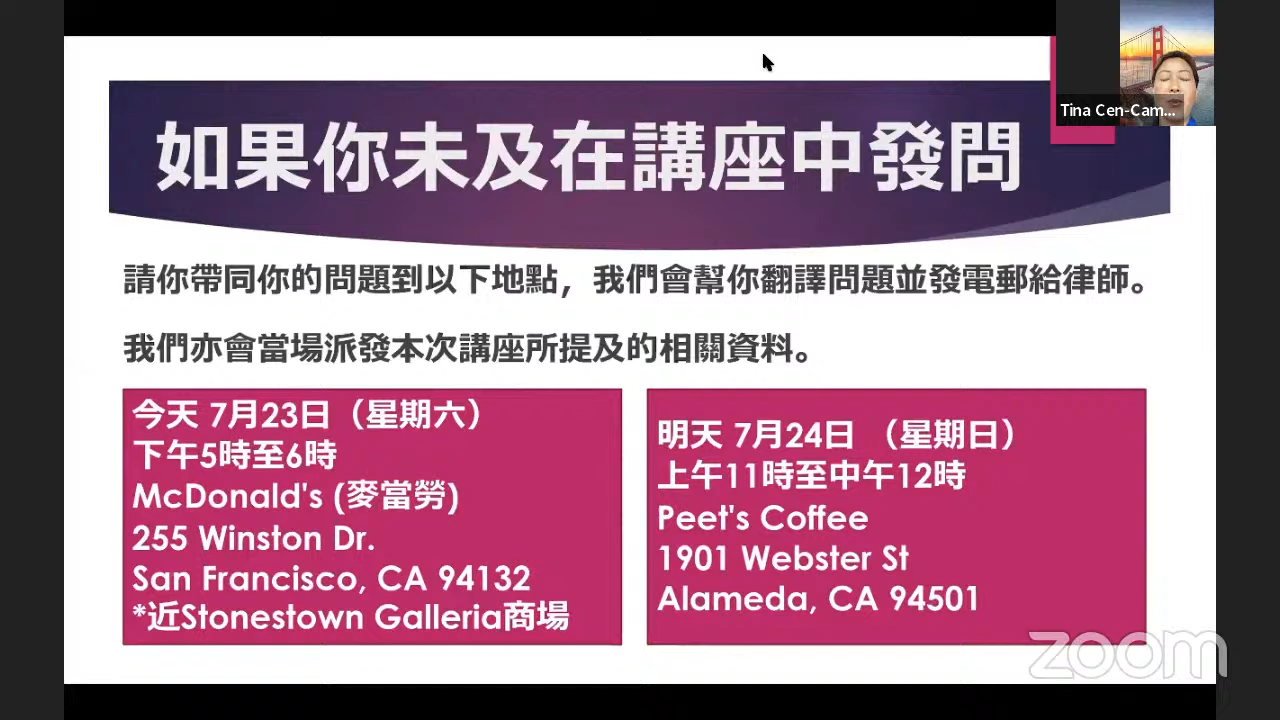 Tina Cen-Cam...
如果你未及在講座中發問
請你帶同你的問題到以下地點，我們會幫你翻譯問題並發電郵給律師。
我們亦會當場派發本次講座所提及的相關資料。
今天 7月23日（星期六）
下午5時至6時
McDonald's (麥當勞)
255 Winston Dr.
San Francisco, CA 94132
*近Stonestown Galleria商場
明天 7月24日 （星期日）
上午11時至中午12時
Peet's Coffee
1901 Webster St
Alameda, CA 94501
zoom